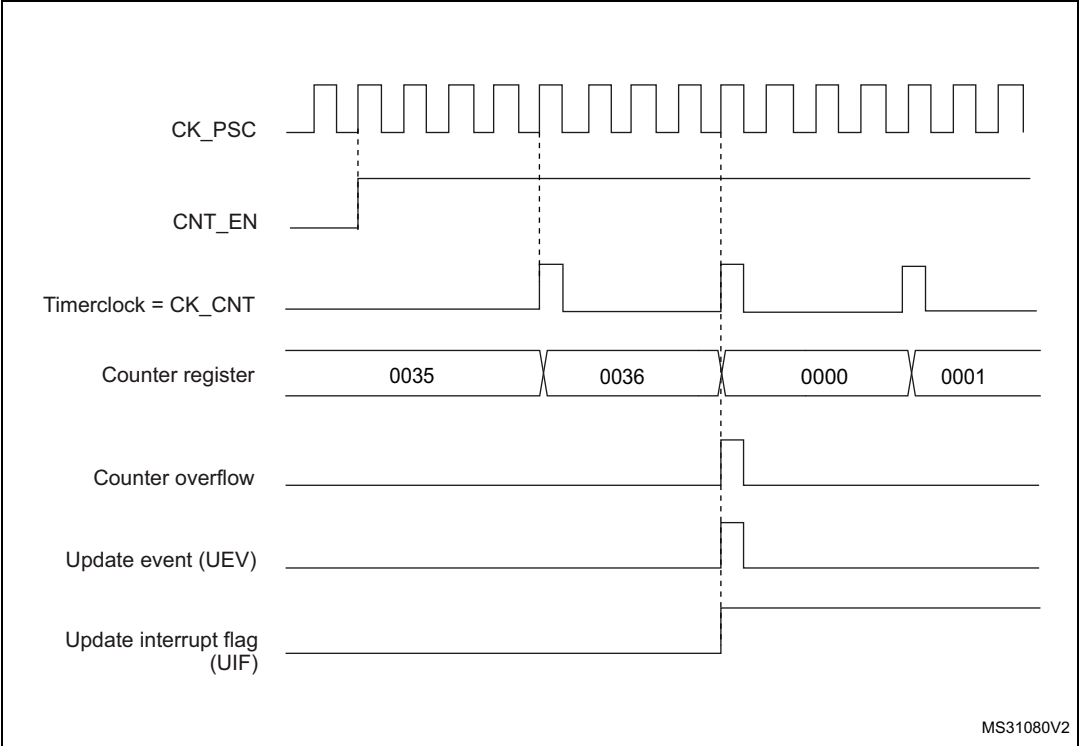 CK_PSC
CNT_EN
Timerclock = CK_CNT
Counter register
0035 0036 0000 0001
Counter overflow
Update event (UEV)
Update interrupt flag
(UIF)
MS31080V2